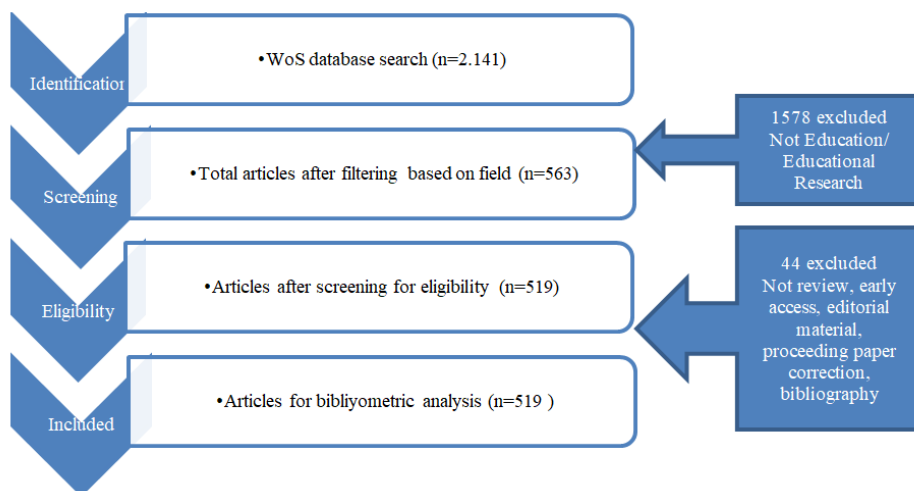 Identification
•WoS database search (n=2.141)
1578 excluded
Not Education/
Educational
Research
Screening
•Total articles after filtering based on field (n=563)
Eligibility
•Articles after screening for eligibility (n=519)
44 excluded
Not review, early
access, editorial
material,
proceeding paper
correction,
bibliography
Included
•Articles for bibliyometric analysis (n=519 )